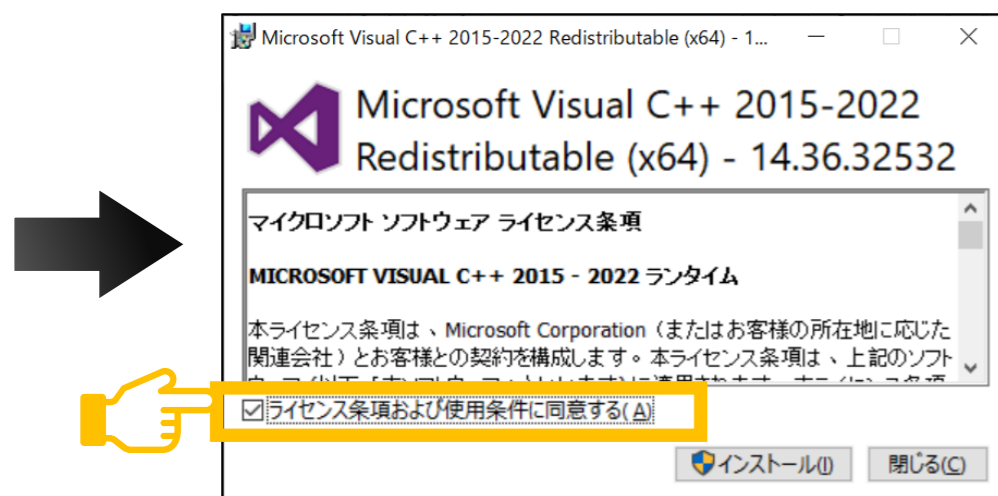 Microsoft Visual C++ 2015-2022 Redistributable (x64) - 1...
Microsoft Visual C++ 2015-2022
Redistributable (x64) - 14.36.32532
マイクロソフト ソフトウェア ライセンス条項
MICROSOFT VISUAL C++ 2015 - 2022 ランタイム
本ライセンス条項は、Microsoft Corporation（またはお客様の所在地に応じた
関連会社）とお客様との契約を構成します。本ライセンス条項は、上記のソフト
ライセンス条項および使用条件に同意する(A)
インストール(I)
閉じる(C)